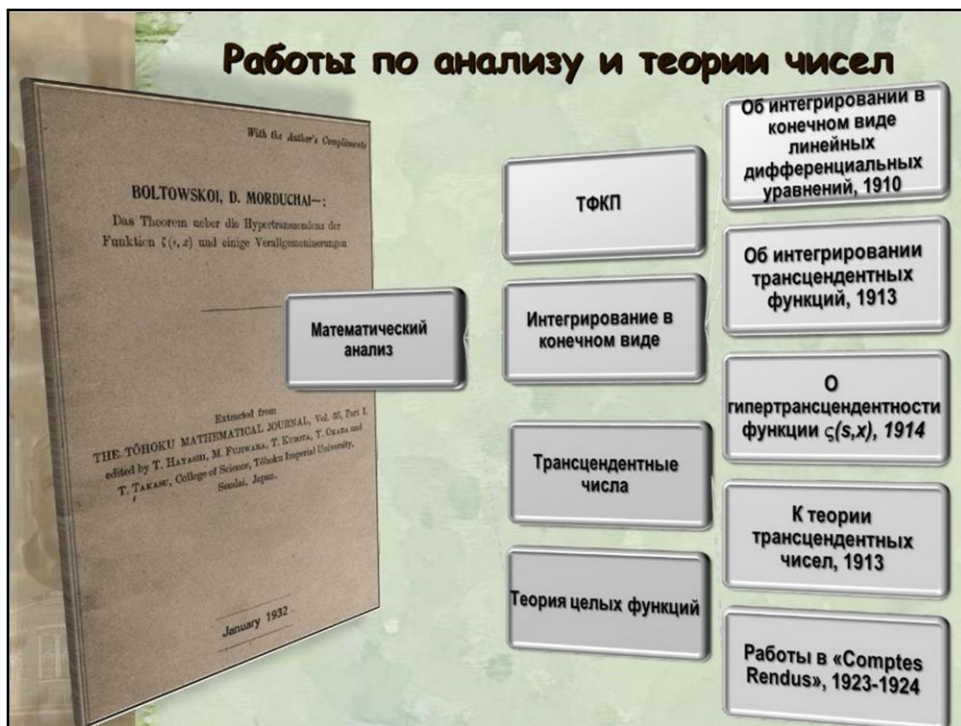 Работы по анализу и теории чисел
With the Author's Compliments
BOLTOWSKOI, D. MORDUCHAI—:
Das Theorem ueber die Hypertranscendenz der
Funktion ζ(s, x) und einige Verallgemeinerungen
Extracted from
THE TÔHOKU MATHEMATICAL JOURNAL, Vol. 35, Part I,
edited by T. HAYASHI, M. FUJIWARA, T. KUBOTA, Y. OKADA and
T. TAKASU, College of Science, Tôhoku Imperial University,
Sendai, Japan.
January 1932
Математический
анализ
ТФКП
Интегрирование в
конечном виде
Трансцендентные
числа
Теория целых функций
Об интегрировании в
конечном виде
линейных
дифференциальных
уравнений, 1910
Об интегрировании
трансцендентных
функций, 1913
О
гипертрансцендентности
функции ς(s,x), 1914
К теории
трансцендентных
чисел, 1913
Работы в «Comptes
Rendus», 1923-1924